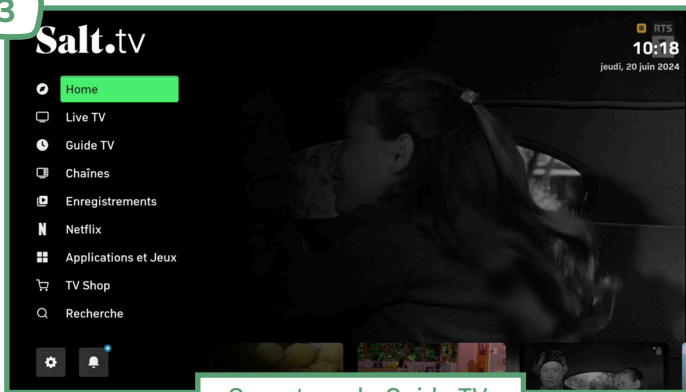 3
Salt.tv
RTS
10:18
jeudi, 20 juin 2024
Home
Live TV
Guide TV
Chaînes
Enregistrements
Netflix
Applications et Jeux
TV Shop
Recherche